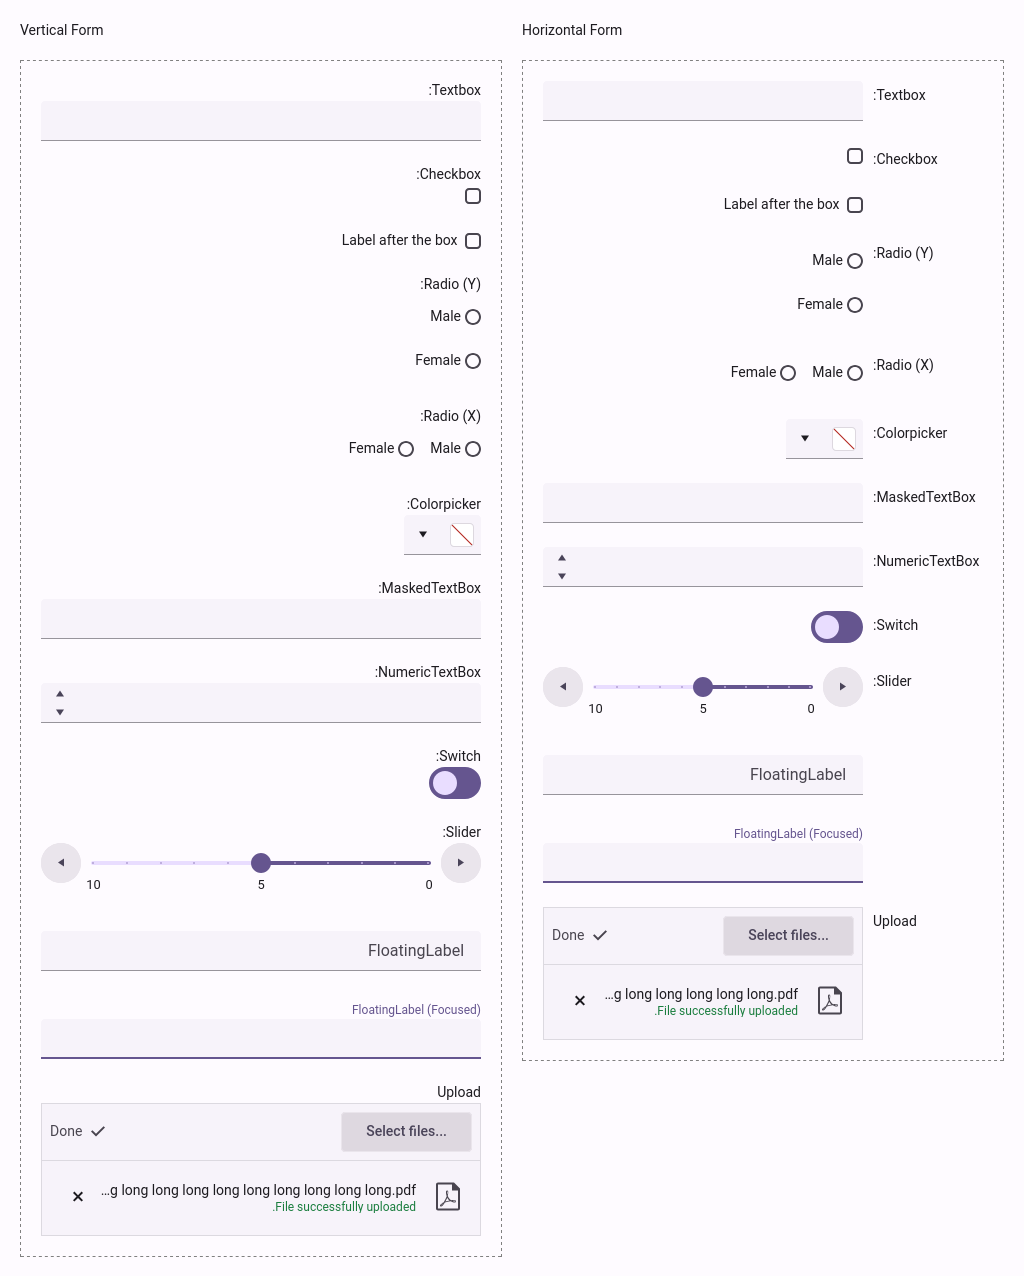 Vertical Form
:Textbox
:Checkbox
Label after the box
:Radio (Y)
Male
Female
:Radio (X)
Female Male
:Colorpicker
:MaskedTextBox
:NumericTextBox
:Switch
:Slider
10 5 0
FloatingLabel
FloatingLabel (Focused)
Upload
Done Select files...
...g long long long long long long long long long.pdf
.File successfully uploaded
Horizontal Form
:Textbox
:Checkbox
Label after the box
:Radio (Y)
Male
Female
:Radio (X)
Female Male
:Colorpicker
:MaskedTextBox
:NumericTextBox
:Switch
:Slider
10 5 0
FloatingLabel
FloatingLabel (Focused)
Upload
Done Select files...
...g long long long long long.pdf
.File successfully uploaded